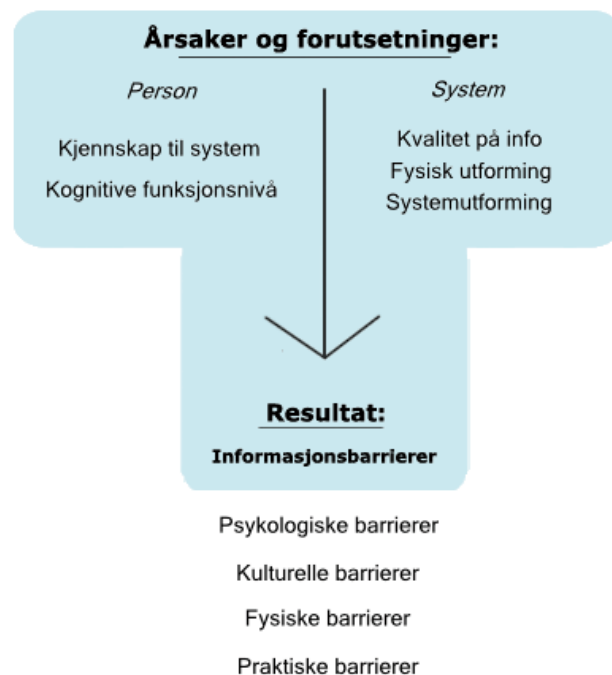 Årsaker og forutsetninger:
Person
Kjennskap til system
Kognitive funksjonsnivå
System
Kvalitet på info
Fysisk utforming
Systemutforming
Resultat:
Informasjonsbarrierer
Psykologiske barrierer
Kulturelle barrierer
Fysiske barrierer
Praktiske barrierer